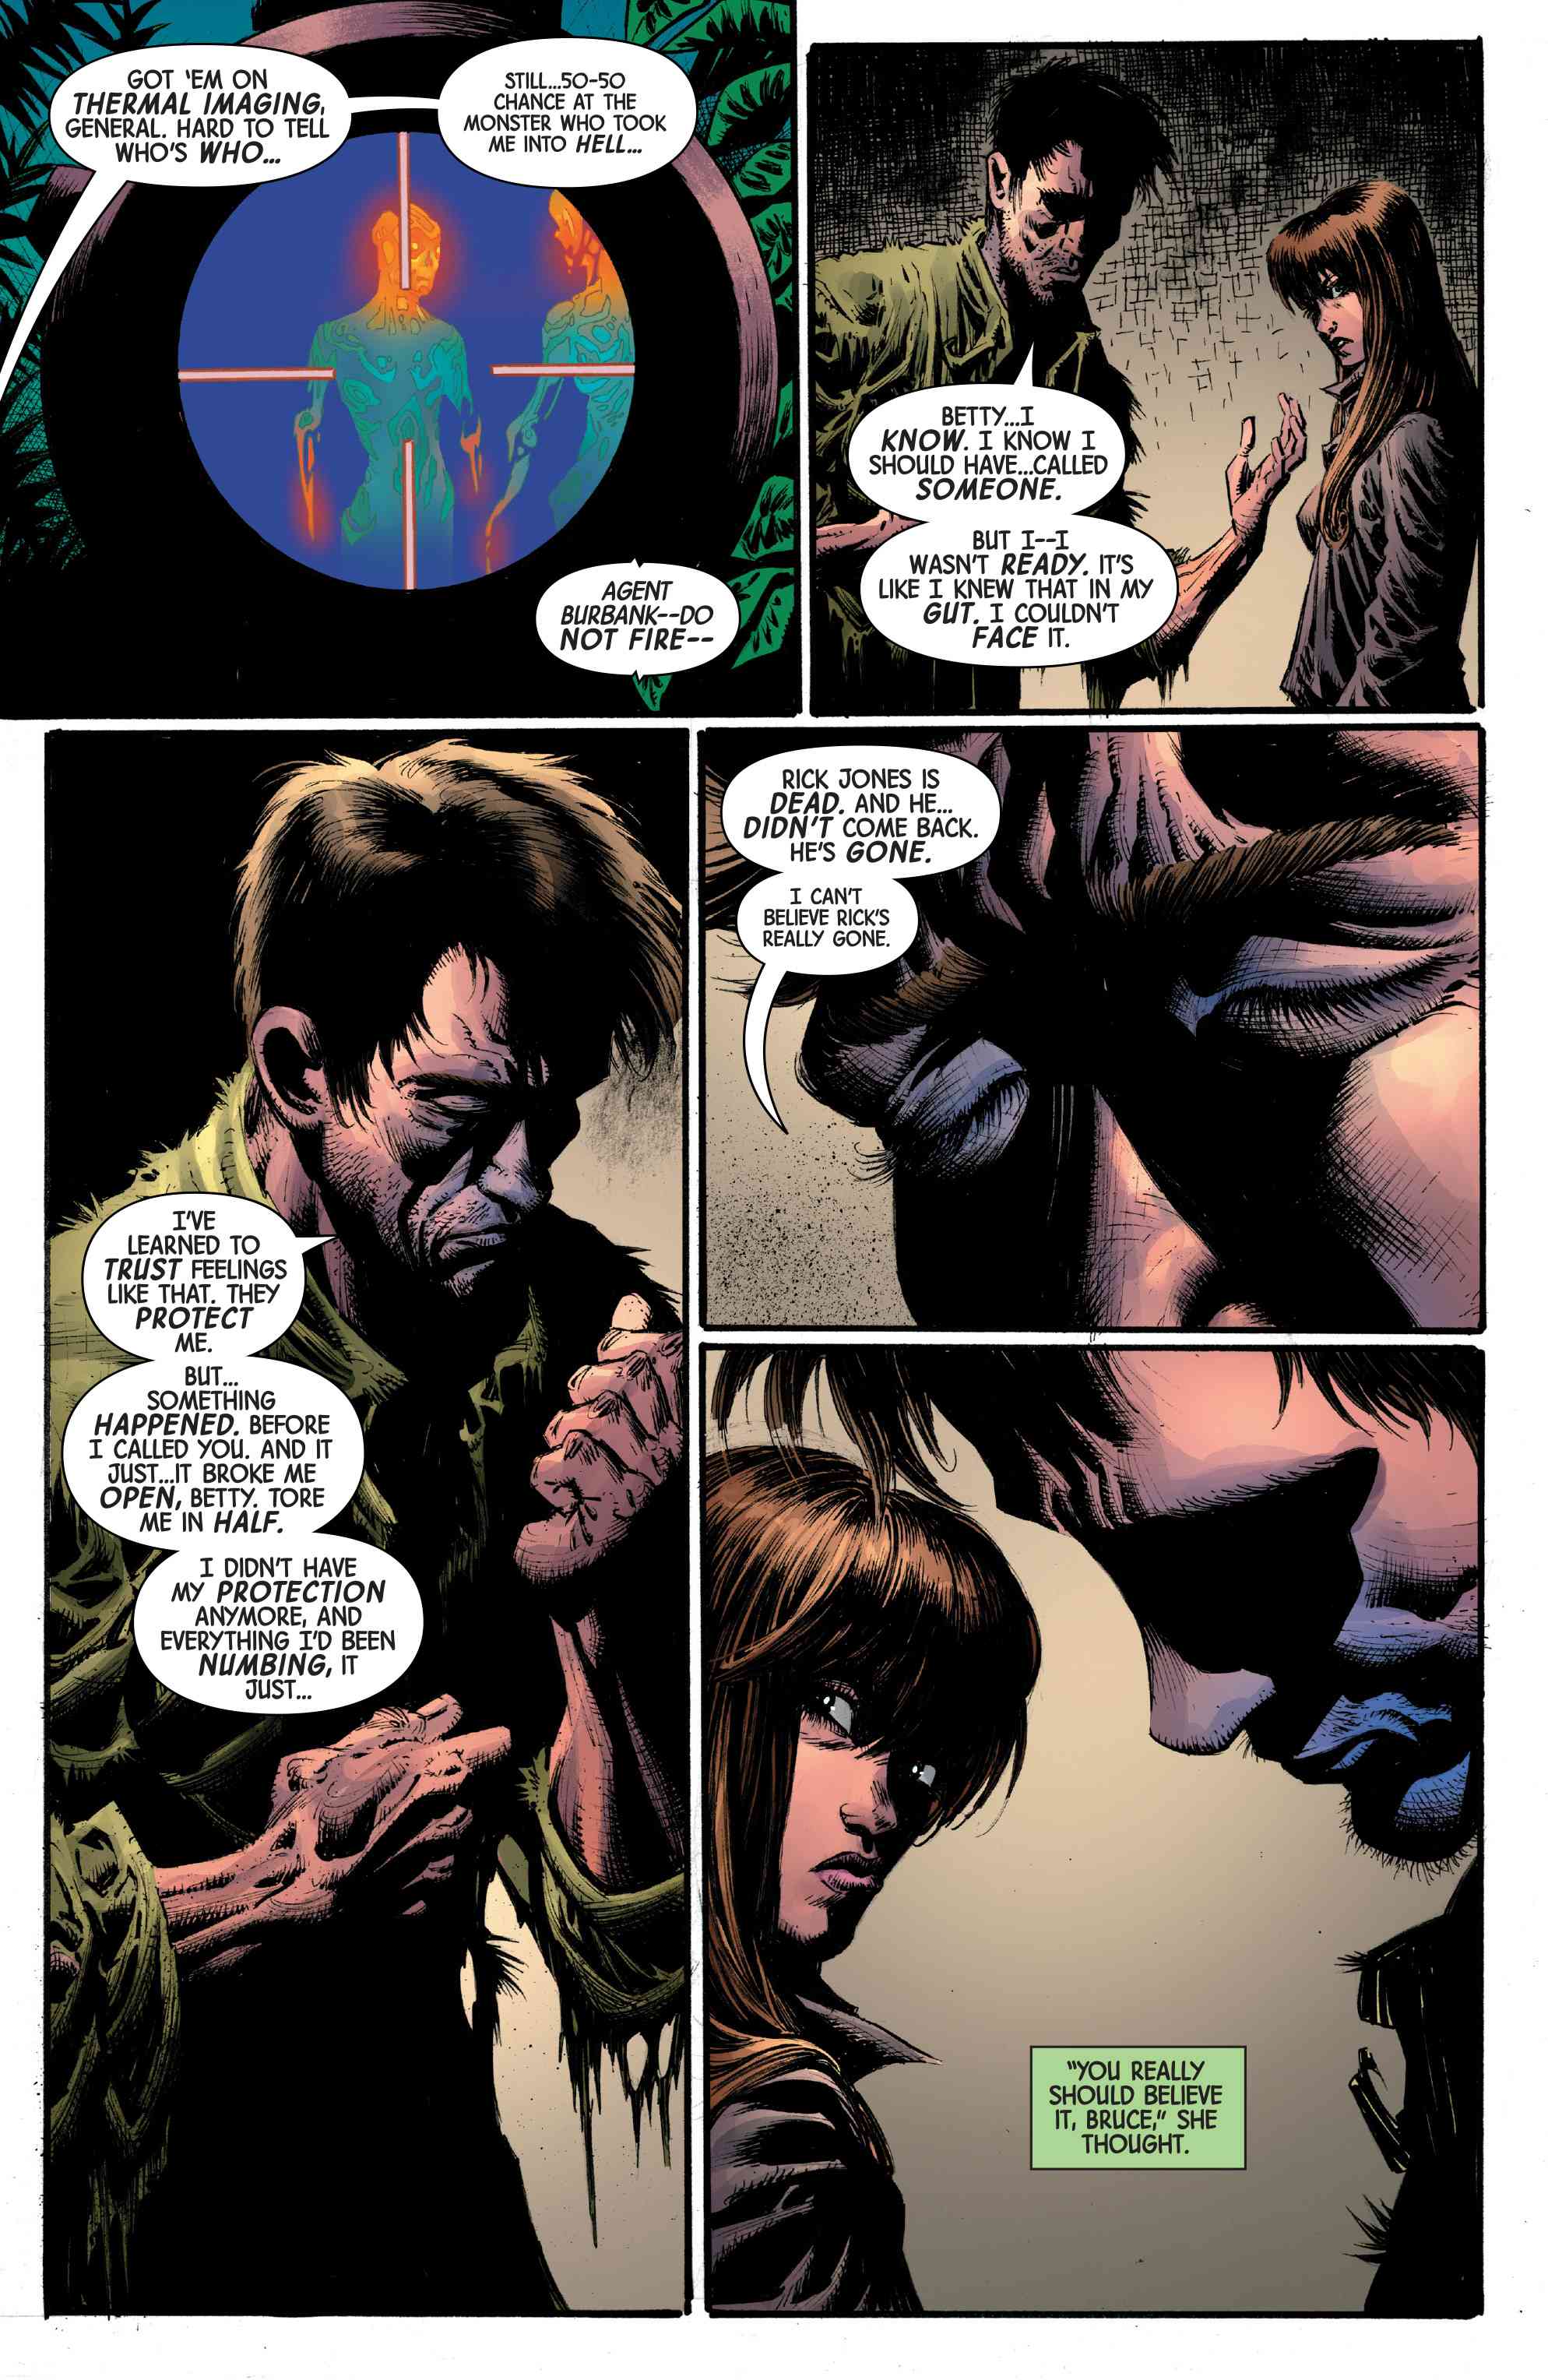 GOT 'EM ON
THERMAL IMAGING,
GENERAL. HARD TO TELL
WHO'S WHO...
STILL...50-50
CHANCE AT THE
MONSTER WHO TOOK
ME INTO HELL...
AGENT
BURBANK--DO
NOT FIRE--
BETTY...I
KNOW. I KNOW I
SHOULD HAVE...CALLED
SOMEONE.
BUT I--I
WASN'T READY. IT'S
LIKE I KNEW THAT IN MY
GUT. I COULDN'T
FACE IT.
I'VE
LEARNED TO
TRUST FEELINGS
LIKE THAT. THEY
PROTECT
ME.
BUT...
SOMETHING
HAPPENED. BEFORE
I CALLED YOU. AND IT
JUST...IT BROKE ME
OPEN, BETTY. TORE
ME IN HALF.
I DIDN'T HAVE
MY PROTECTION
ANYMORE, AND
EVERYTHING I'D BEEN
NUMBING, IT
JUST...
RICK JONES IS
DEAD. AND HE...
DIDN'T COME BACK.
HE'S GONE.
I CAN'T
BELIEVE RICK'S
REALLY GONE.
"YOU REALLY
SHOULD BELIEVE
IT, BRUCE," SHE
THOUGHT.